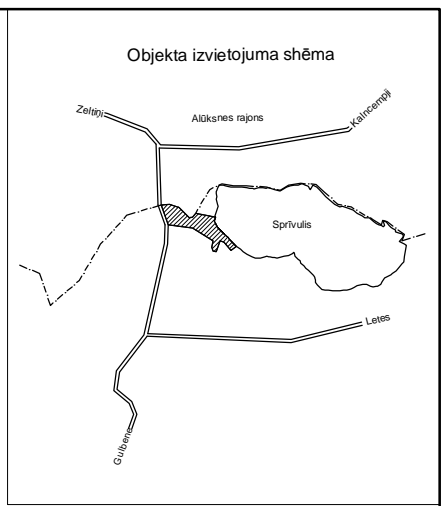 Objekta izvietojuma shēma
Zeltiņi
Alūksnes rajons
Kalncempji
Sprīvulis
Letes
Gulbene